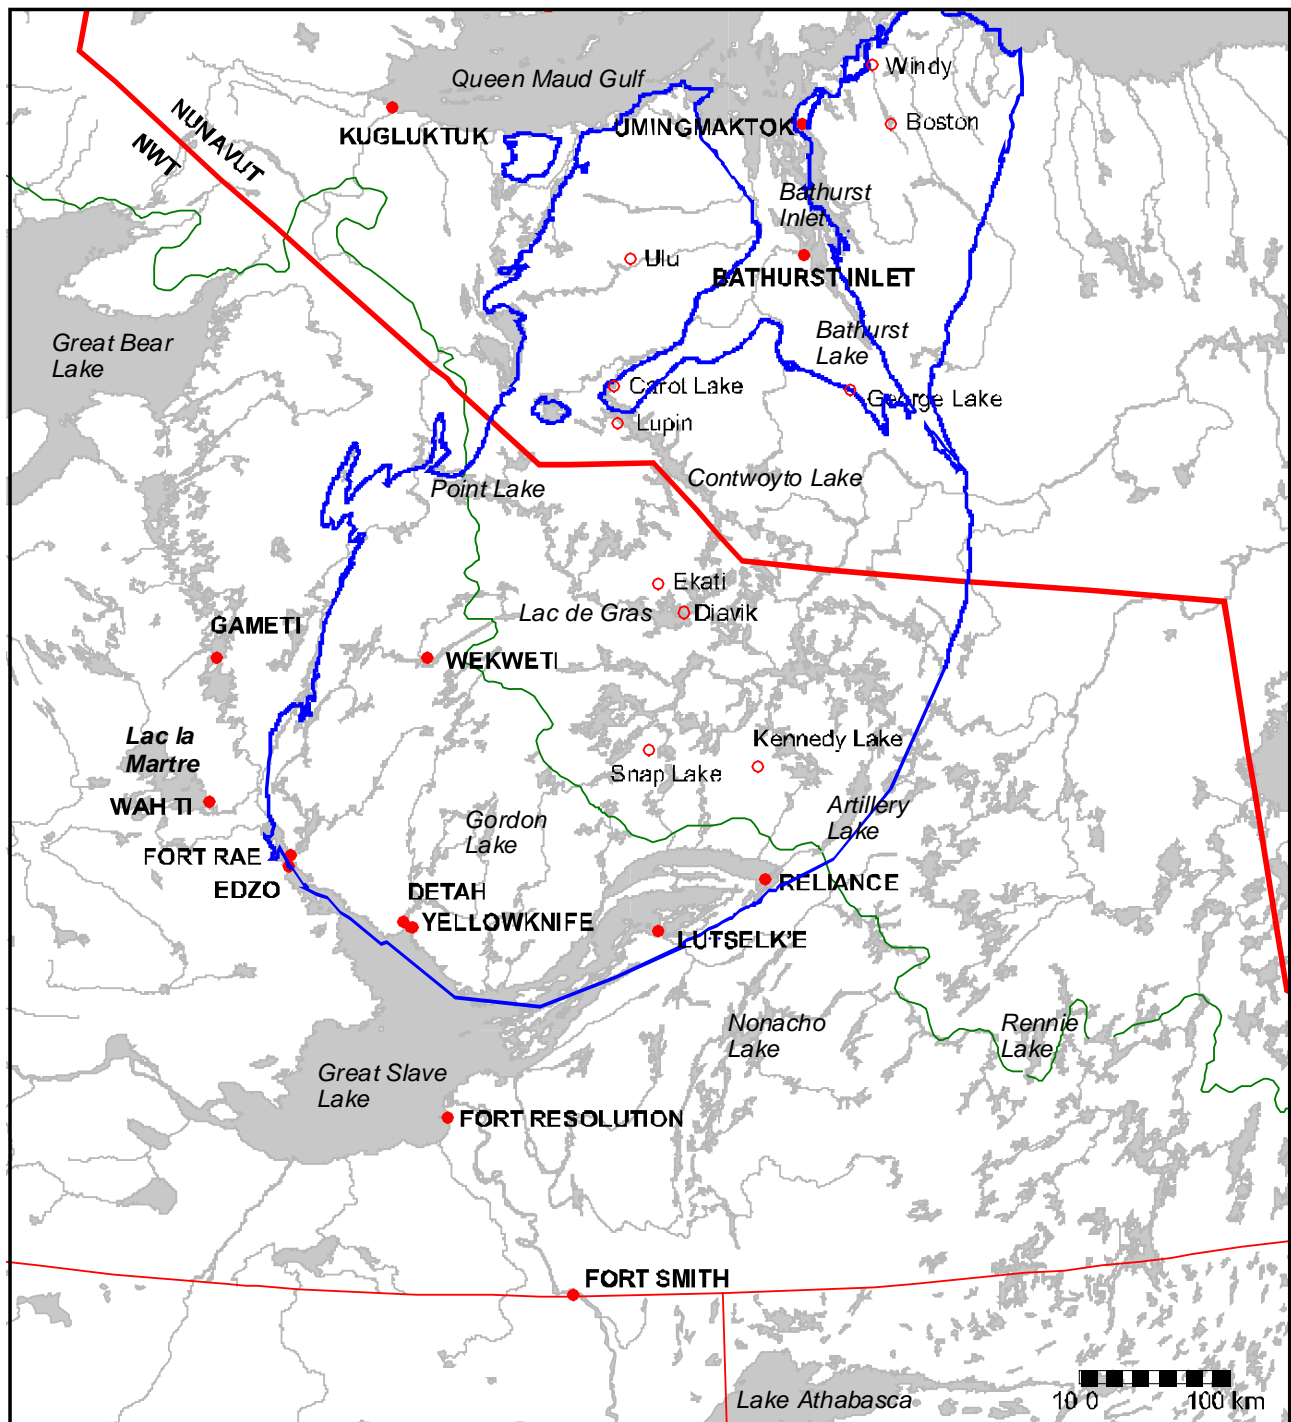 Queen Maud Gulf
Windy
KUGLUKTUK
NUNAVUT
NWT
UMINGMAKTOK
Boston
Bathurst
Inlet
Ulu
BATHURST INLET
Great Bear
Lake
Bathurst
Lake
Carol Lake
George Lake
Lupin
Point Lake
Contwoyto Lake
Ekati
Lac de Gras
Diavik
GAMETI
WEKWETI
Lac la
Martre
Kennedy Lake
Snap Lake
WAH TI
Gordon
Lake
Artillery
Lake
FORT RAE
EDZO
DETAH
YELLOWKNIFE
RELIANCE
LUTSELK'E
Nonacho
Lake
Rennie
Lake
Great Slave
Lake
FORT RESOLUTION
FORT SMITH
Lake Athabasca
10 0 100 km